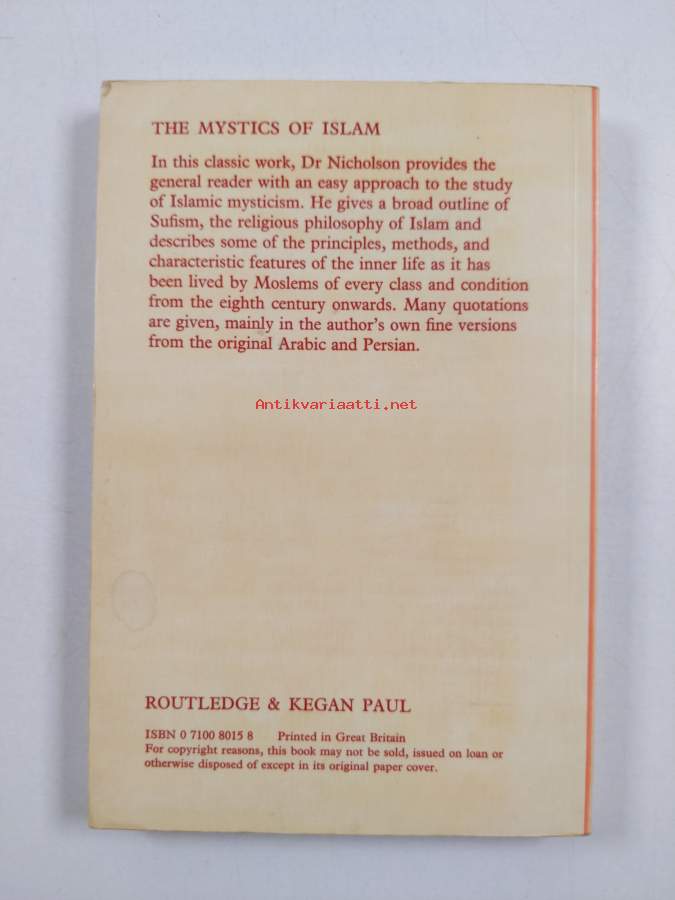 THE MYSTICS OF ISLAM
In this classic work, Dr Nicholson provides the
general reader with an easy approach to the study
of Islamic mysticism. He gives a broad outline of
Sufism, the religious philosophy of Islam and
describes some of the principles, methods, and
characteristic features of the inner life as it has
been lived by Moslems of every class and condition
from the eighth century onwards. Many quotations
are given, mainly in the author's own fine versions
from the original Arabic and Persian.
Antikvariaatti.net
ROUTLEDGE & KEGAN PAUL
ISBN 0 7100 8015 8 Printed in Great Britain
For copyright reasons, this book may not be sold, issued on loan or
otherwise disposed of except in its original paper cover.